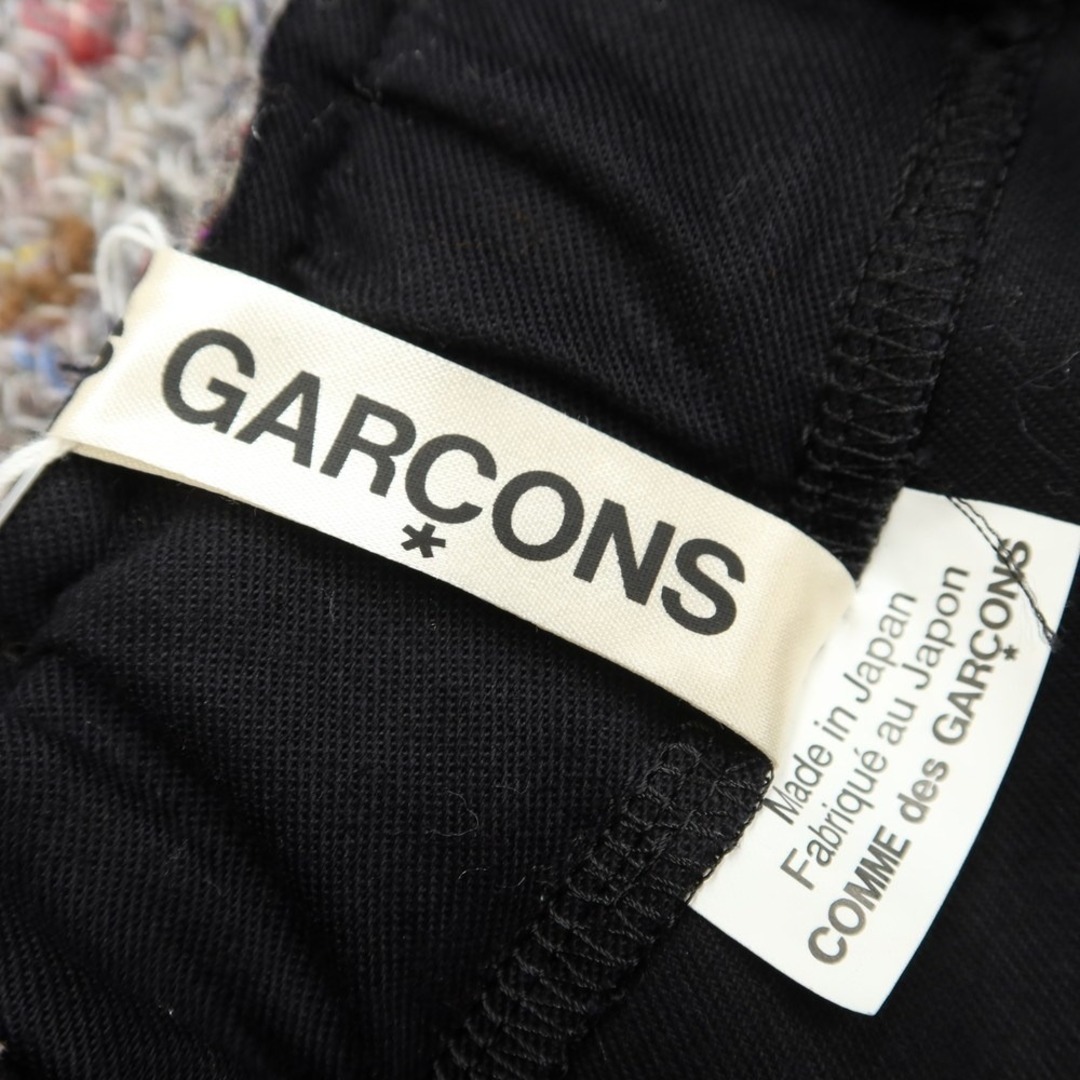 GARÇONS
*
Made in Japan
Fabriqué au Japon
COMME des GARÇONS
*